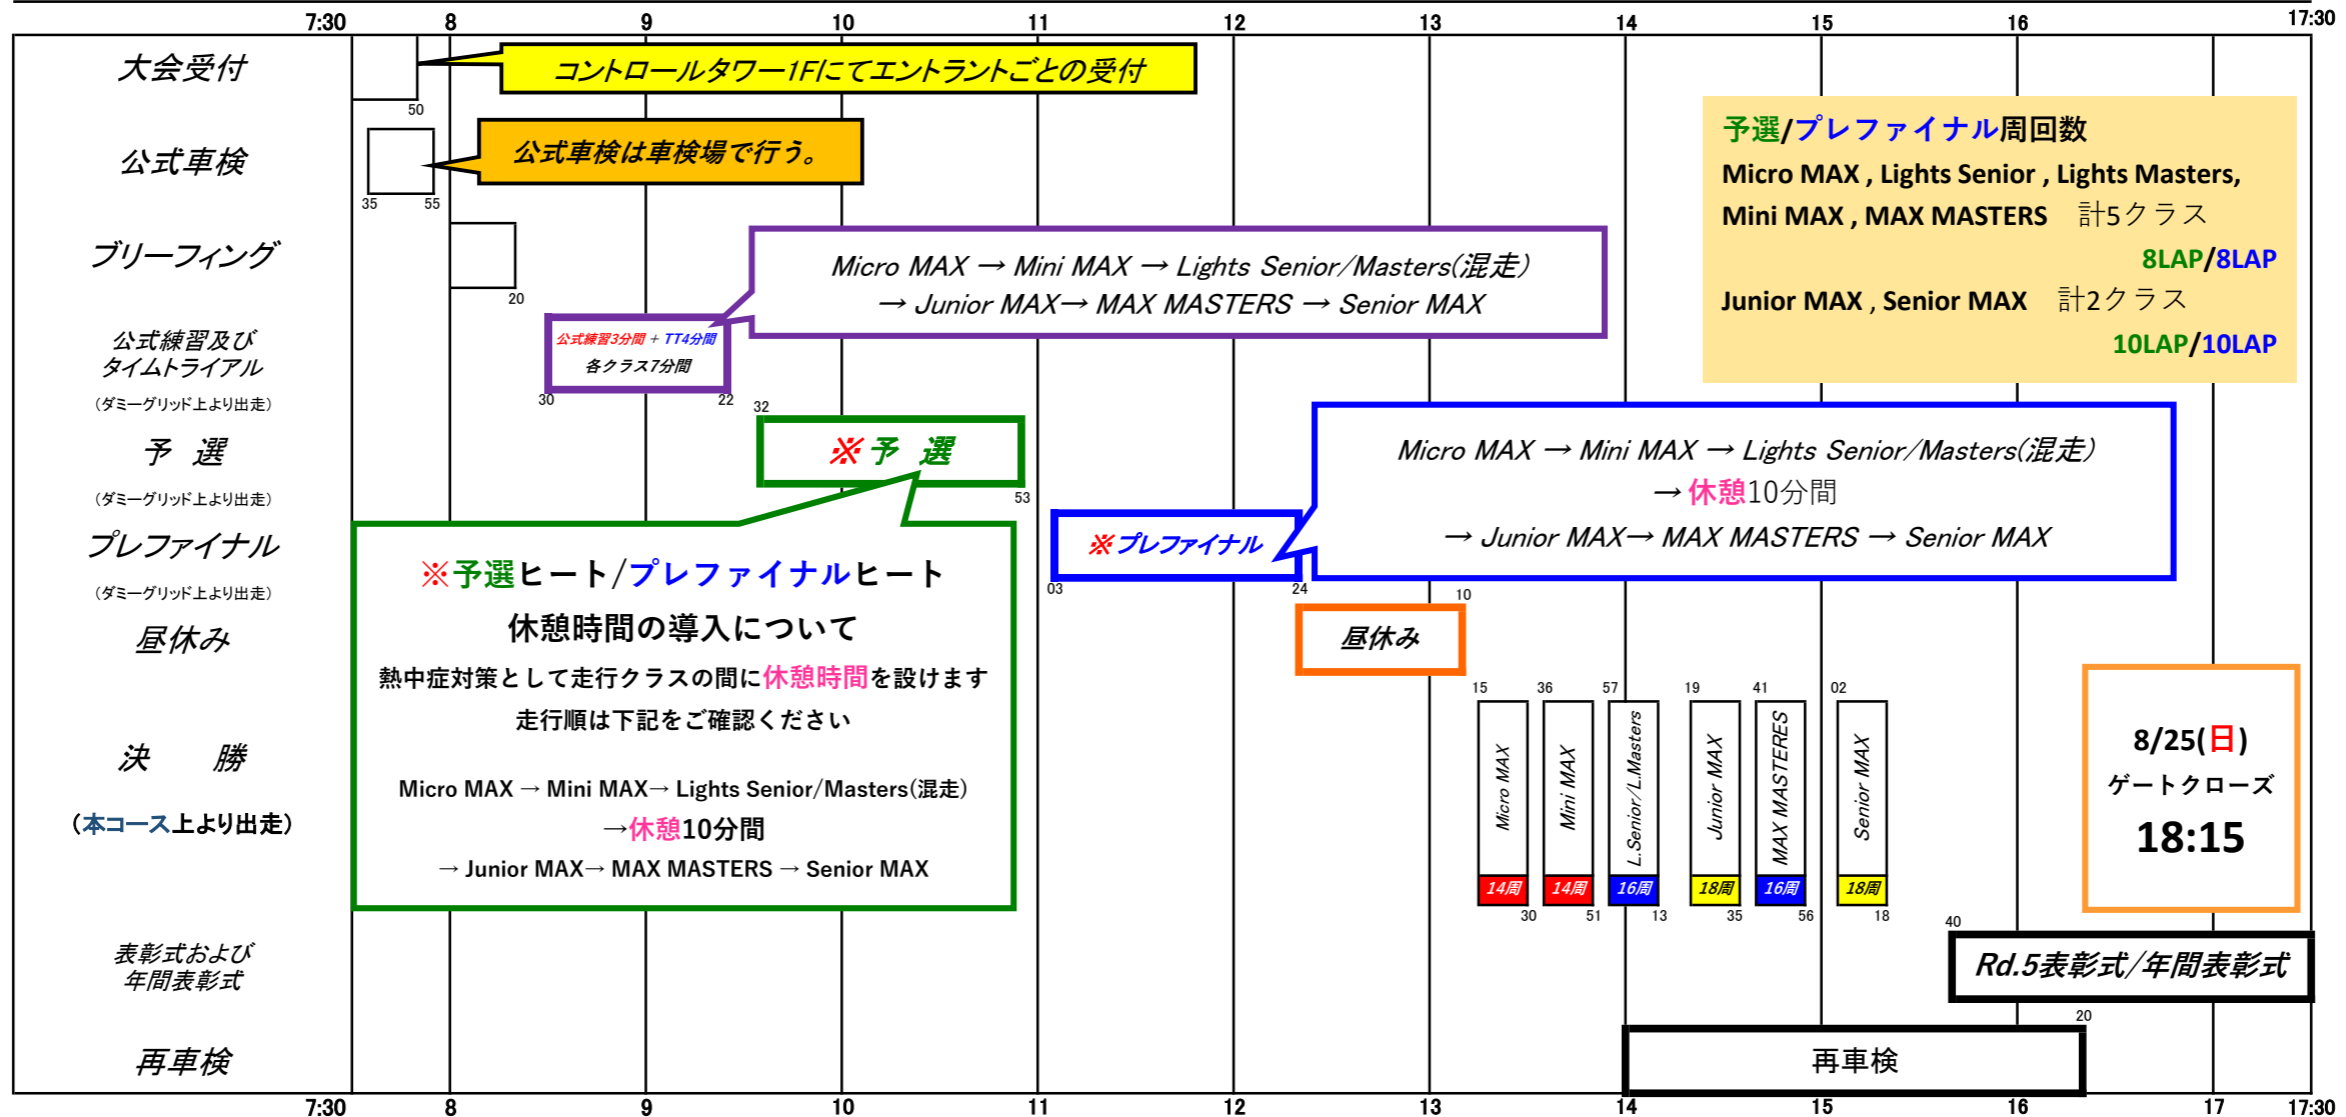 7:30 8 9 10 11 12 13 14 15 16 17:30
大会受付
コントロールタワー1Fにてエントラントごとの受付
50
公式車検
公式車検は車検場で行う。
35 55
予選/プレファイナル周回数
Micro MAX , Lights Senior , Lights Masters,
Mini MAX , MAX MASTERS 計5クラス
8LAP/8LAP
Junior MAX , Senior MAX 計2クラス
10LAP/10LAP
ブリーフィング
20
Micro MAX → Mini MAX → Lights Senior/Masters(混走)
→ Junior MAX→ MAX MASTERS → Senior MAX
公式練習及び
タイムトライアル
(ダミーグリッド上より出走)
公式練習3分間 + TT4分間
各クラス7分間
30 22
予 選
(ダミーグリッド上より出走)
32
※予 選
53
Micro MAX → Mini MAX → Lights Senior/Masters(混走)
→ 休憩10分間
→ Junior MAX→ MAX MASTERS → Senior MAX
プレファイナル
(ダミーグリッド上より出走)
※プレファイナル
03 24
※予選ヒート/プレファイナルヒート
休憩時間の導入について
熱中症対策として走行クラスの間に休憩時間を設けます
走行順は下記をご確認ください
Micro MAX → Mini MAX→ Lights Senior/Masters(混走)
→休憩10分間
→ Junior MAX→ MAX MASTERS → Senior MAX
昼休み
10
昼休み
決 勝
(本コース上より出走)
15 36 57 19 41 02
Micro MAX
Mini MAX
L.Senior/L.Masters
Junior MAX
MAX MASTERES
Senior MAX
14周 14周 16周 18周 16周 18周
30 51 13 35 56 18
8/25(日)
ゲートクローズ
18:15
表彰式および
年間表彰式
40
Rd.5表彰式/年間表彰式
再車検
20
再車検
7:30 8 9 10 11 12 13 14 15 16 17 17:30